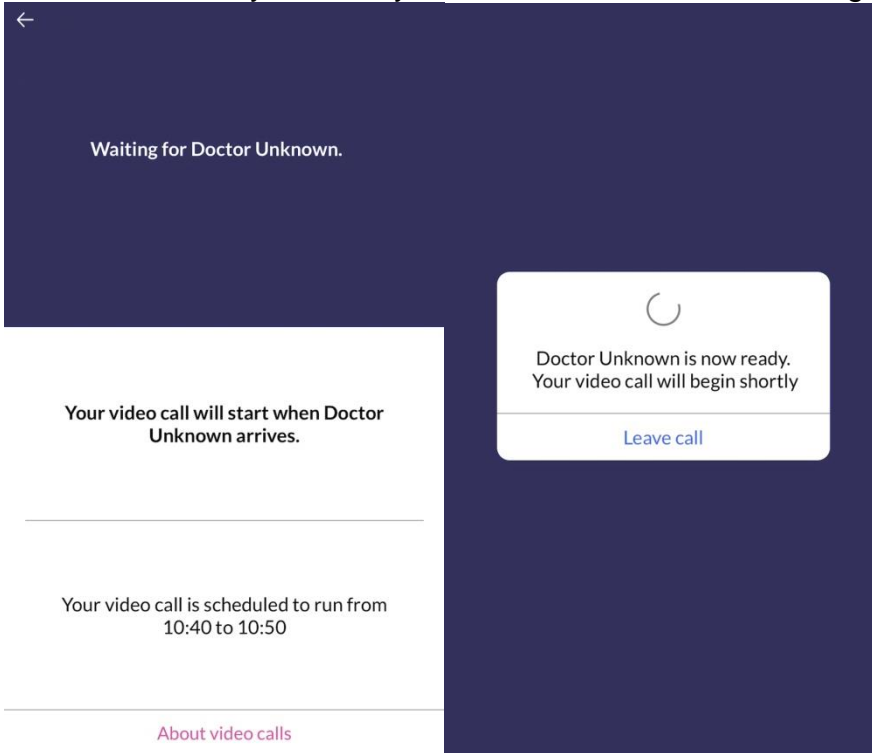 Waiting for Doctor Unknown.
Your video call will start when Doctor
Unknown arrives.
Your video call is scheduled to run from
10:40 to 10:50
About video calls
Doctor Unknown is now ready.
Your video call will begin shortly
Leave call